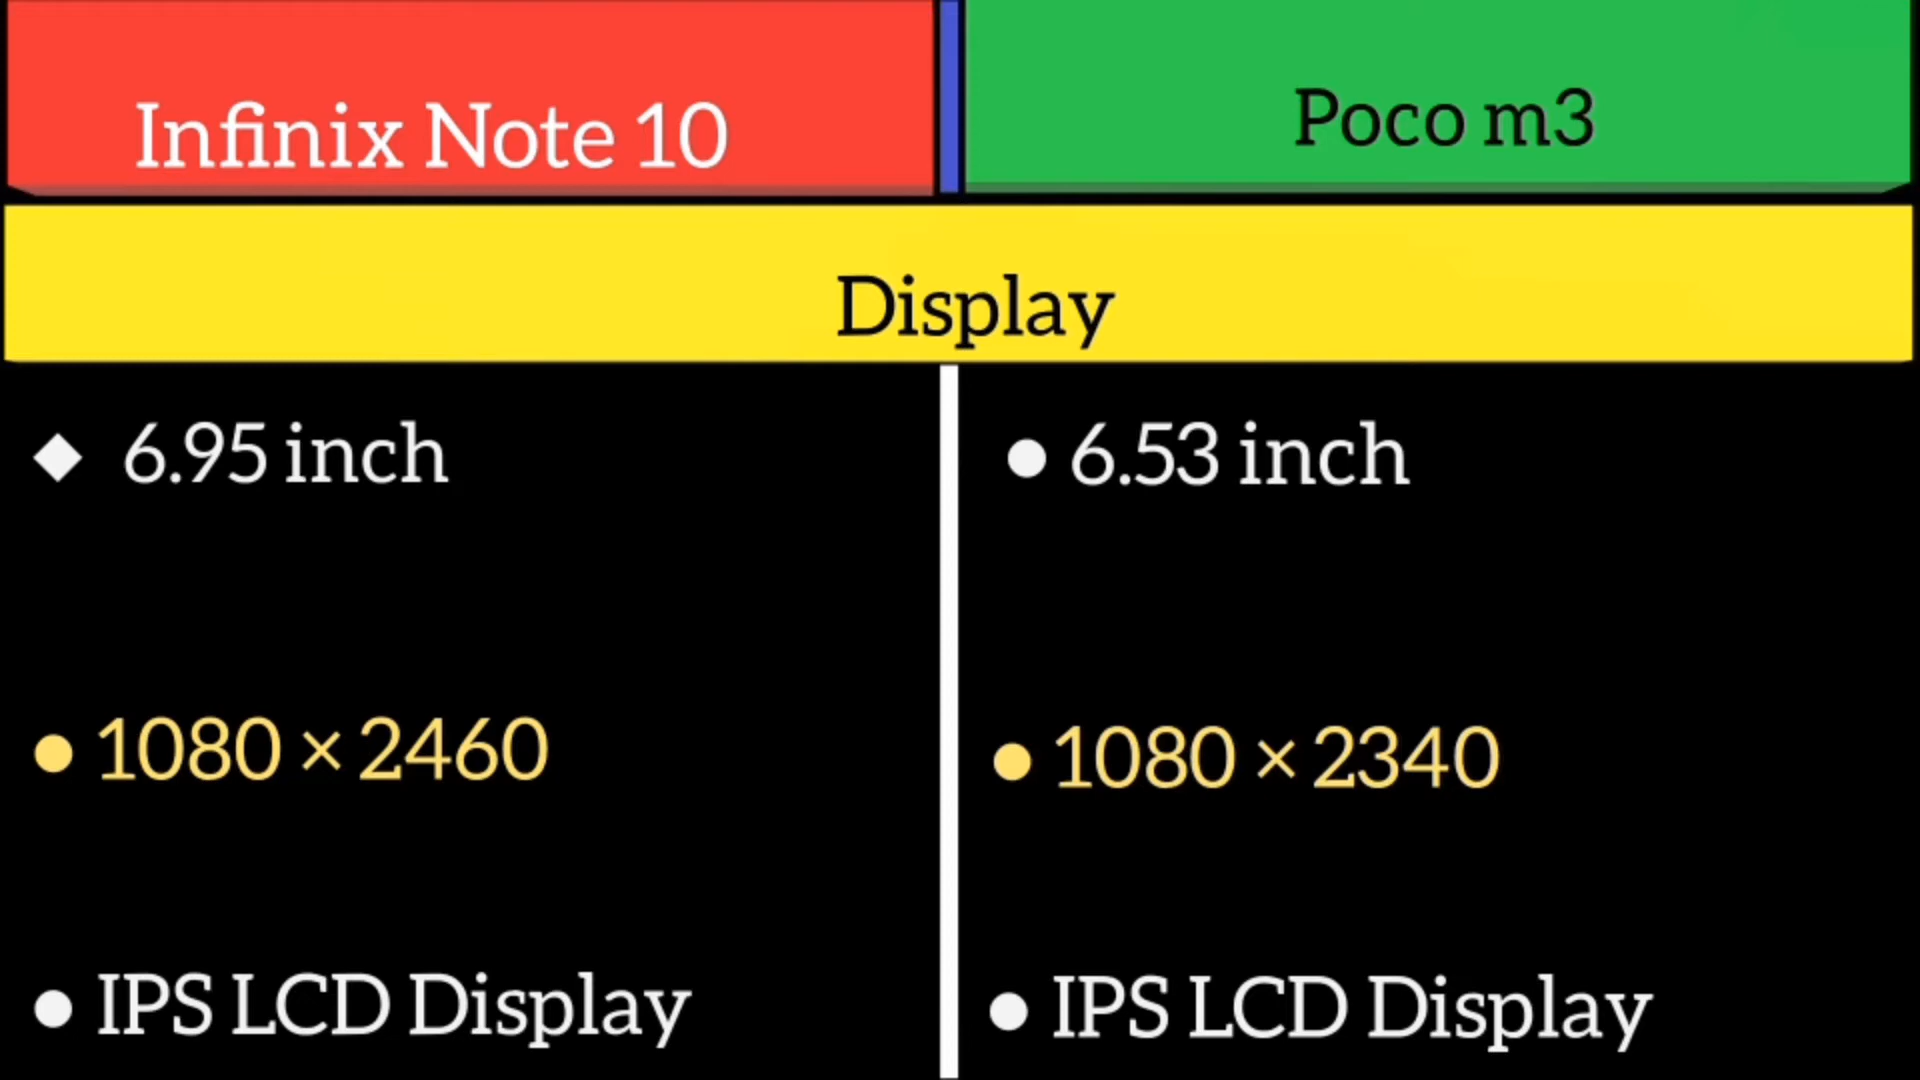 Infinix Note 10
Poco m3
Display
6.95 inch
6.53 inch
1080 × 2460
1080 × 2340
IPS LCD Display
IPS LCD Display